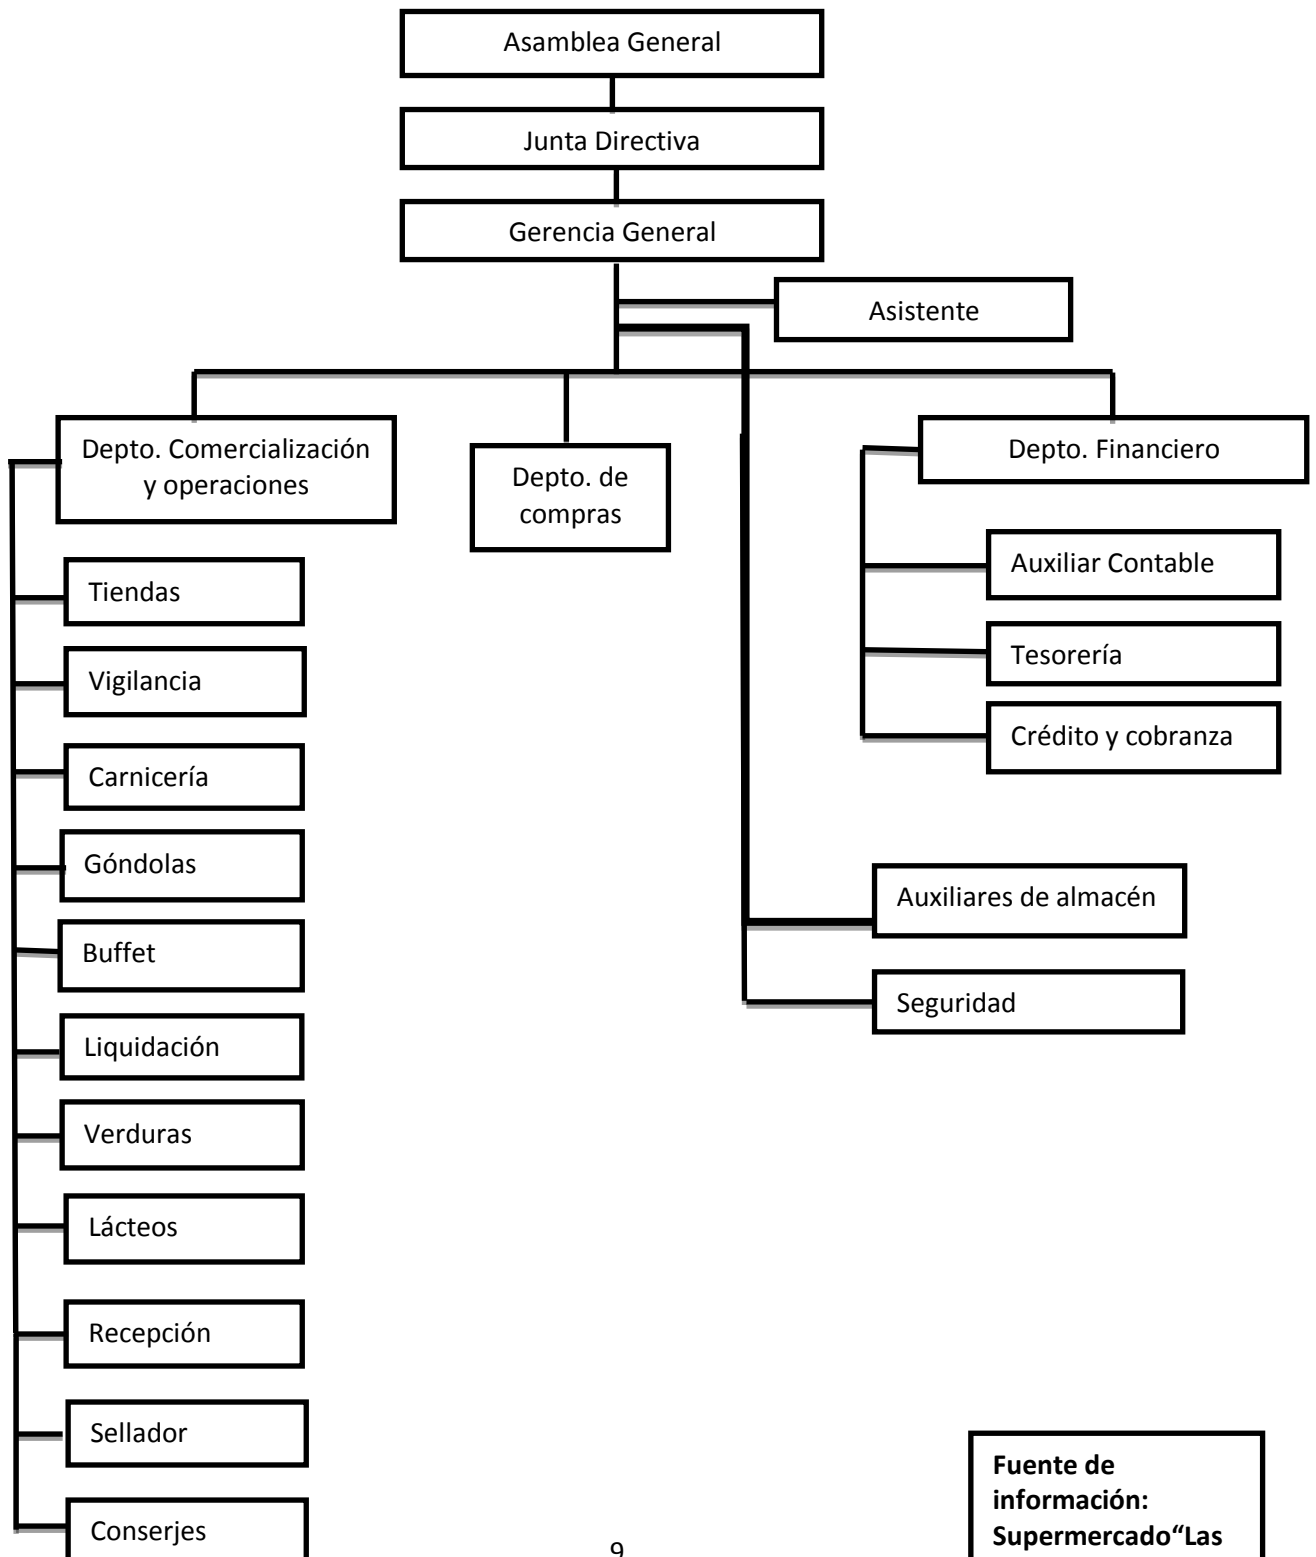 Asamblea General
Junta Directiva
Gerencia General
Asistente
Depto. Comercialización
y operaciones
Depto. de
compras
Depto. Financiero
Auxiliar Contable
Tesorería
Crédito y cobranza
Tiendas
Vigilancia
Carnicería
Góndolas
Buffet
Liquidación
Verduras
Lácteos
Recepción
Sellador
Conserjes
Auxiliares de almacén
Seguridad
Fuente de
información:
Supermercado“Las
9